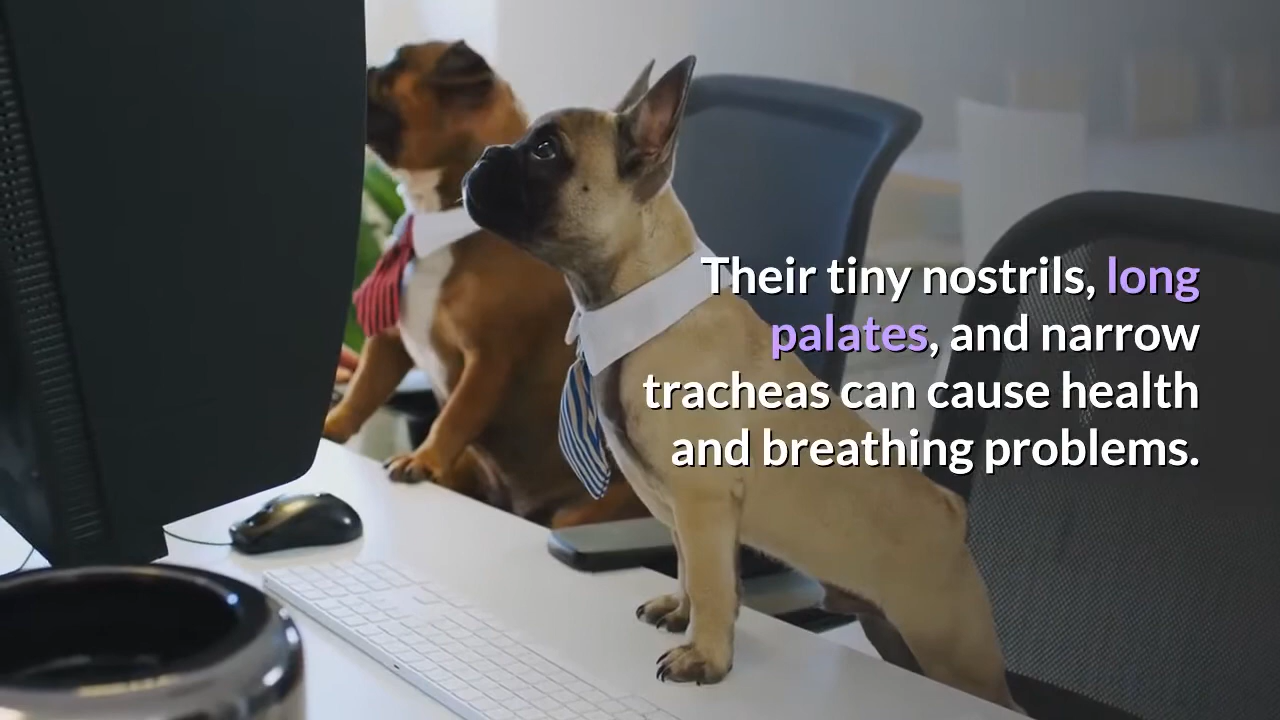 Their tiny nostrils, long
palates, and narrow
tracheas can cause health
and breathing problems.